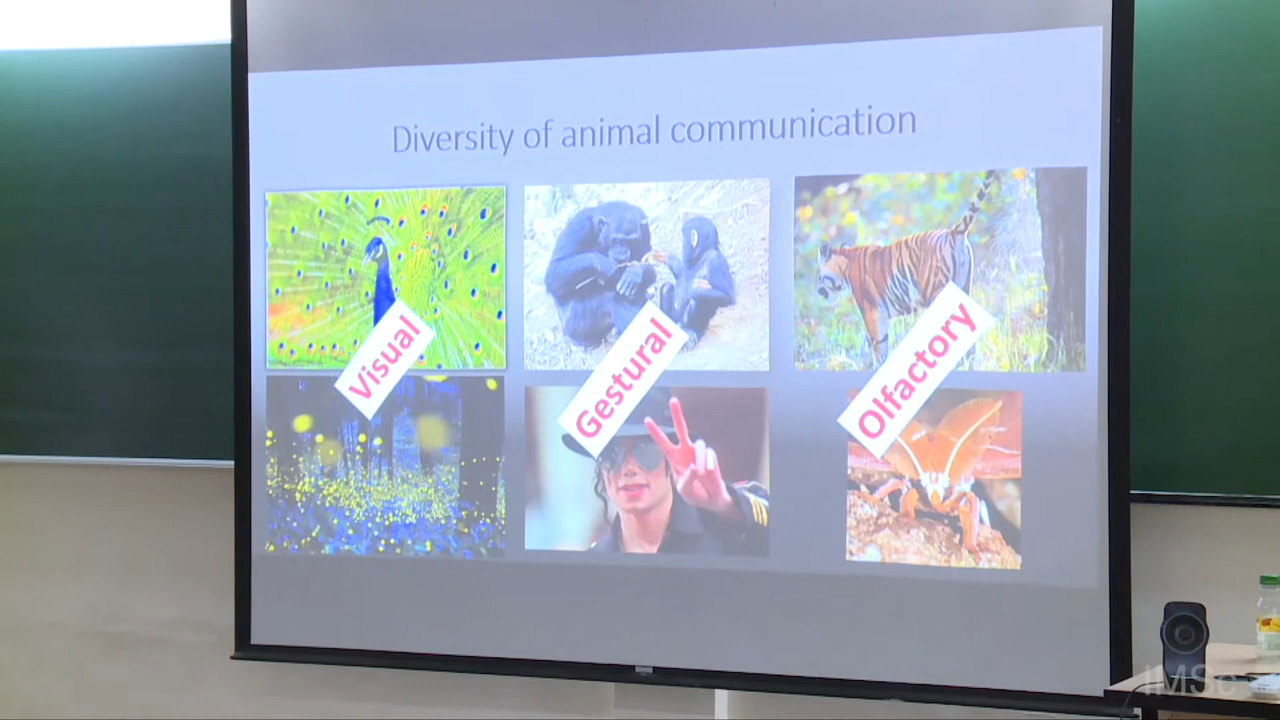 Diversity of animal communication
Visual
Gestural
Olfactory
IMSc